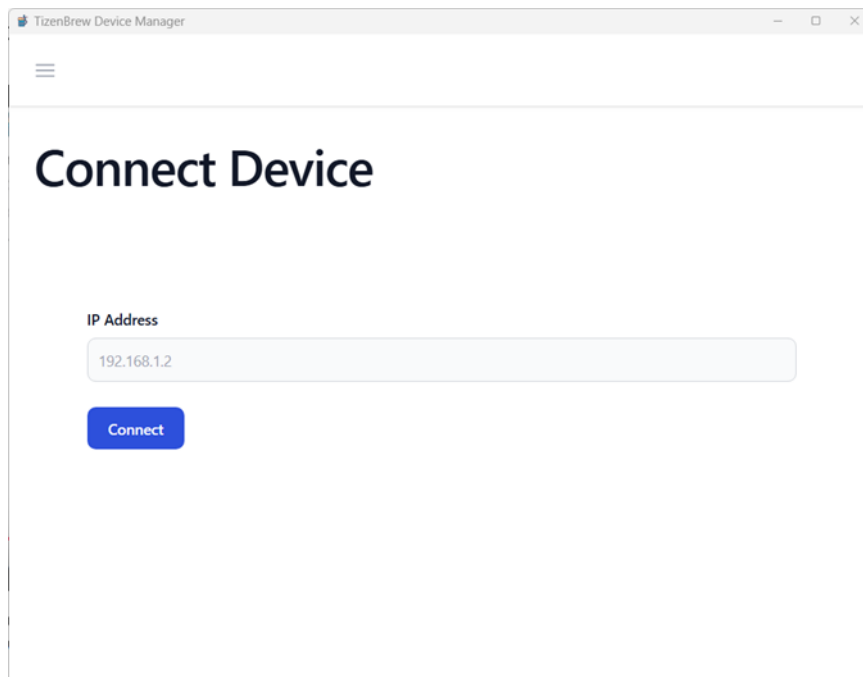 TizenBrew Device Manager
Connect Device
IP Address
192.168.1.2
Connect